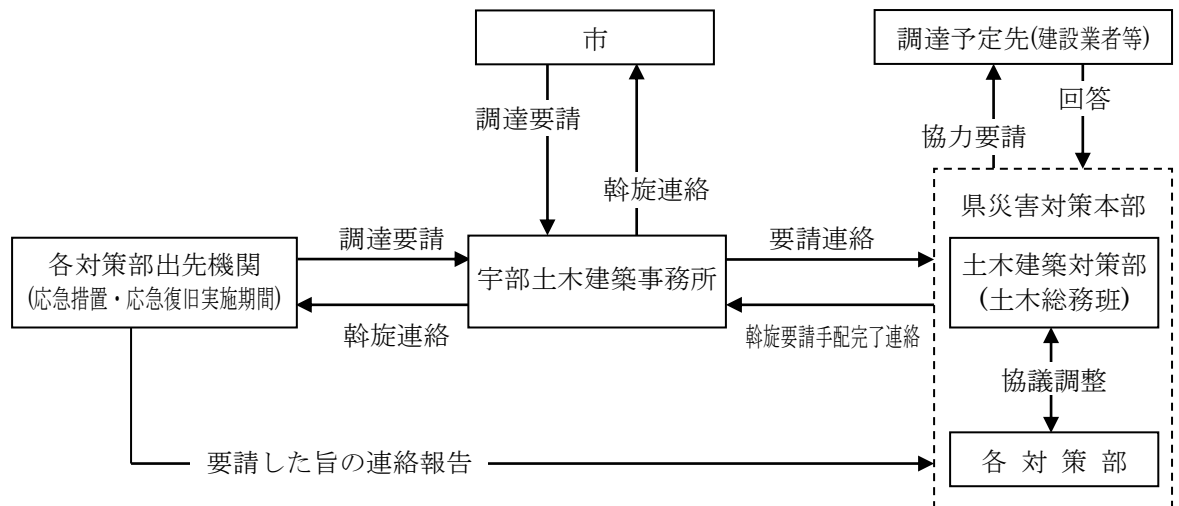 市
調達予定先(建設業者等)
調達要請
回答
協力要請
斡旋連絡
県災害対策本部
調達要請
要請連絡
各対策部出先機関
(応急措置・応急復旧実施期間)
宇部土木建築事務所
土木建築対策部
(土木総務班)
斡旋連絡
斡旋要請手配完了連絡
協議調整
要請した旨の連絡報告
各 対 策 部